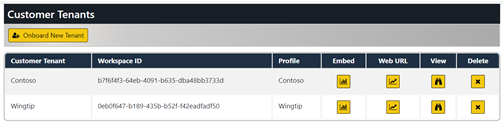 Customer Tenants
Onboard New Tenant
Customer Tenant Workspace ID Profile Embed Web URL View Delete
Contoso b7f6f4f3-64eb-4091-b635-dba48bb3733d Contoso
Wingtip 0eb0f647-b189-435b-b52f-f42eadfadf50 Wingtip